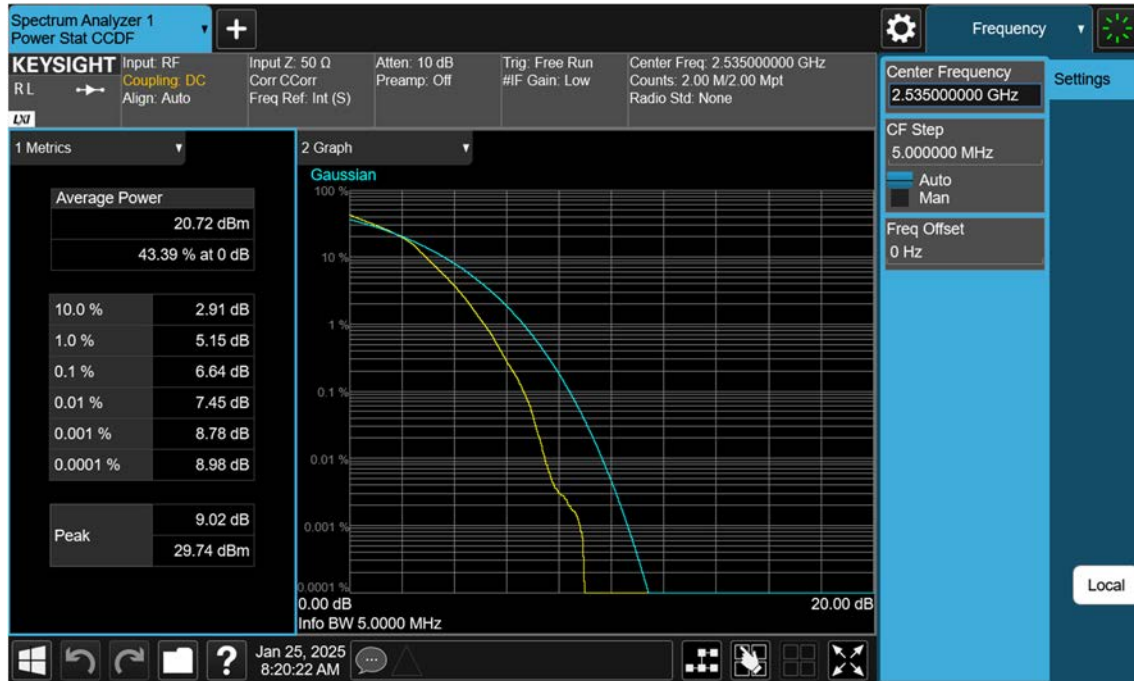 Spectrum Analyzer 1
Power Stat CCDF
+
Frequency
KEYSIGHT
R L
LXI
Input: RF
Coupling: DC
Align: Auto
Input Z: 50 Ω
Corr CCorr
Freq Ref: Int (S)
Atten: 10 dB
Preamp: Off
Trig: Free Run
#IF Gain: Low
Center Freq: 2.535000000 GHz
Counts: 2.00 M/2.00 Mpt
Radio Std: None
Center Frequency
2.535000000 GHz
Settings
CF Step
5.000000 MHz
Auto
Man
Freq Offset
0 Hz
1 Metrics
Average Power
20.72 dBm
43.39 % at 0 dB
10.0 % 2.91 dB
1.0 % 5.15 dB
0.1 % 6.64 dB
0.01 % 7.45 dB
0.001 % 8.78 dB
0.0001 % 8.98 dB
Peak
9.02 dB
29.74 dBm
2 Graph
Gaussian
100 %
10 %
1 %
0.1 %
0.01 %
0.001 %
0.0001 %
0.00 dB 20.00 dB
Info BW 5.0000 MHz
Local
?
Jan 25, 2025
8:20:22 AM